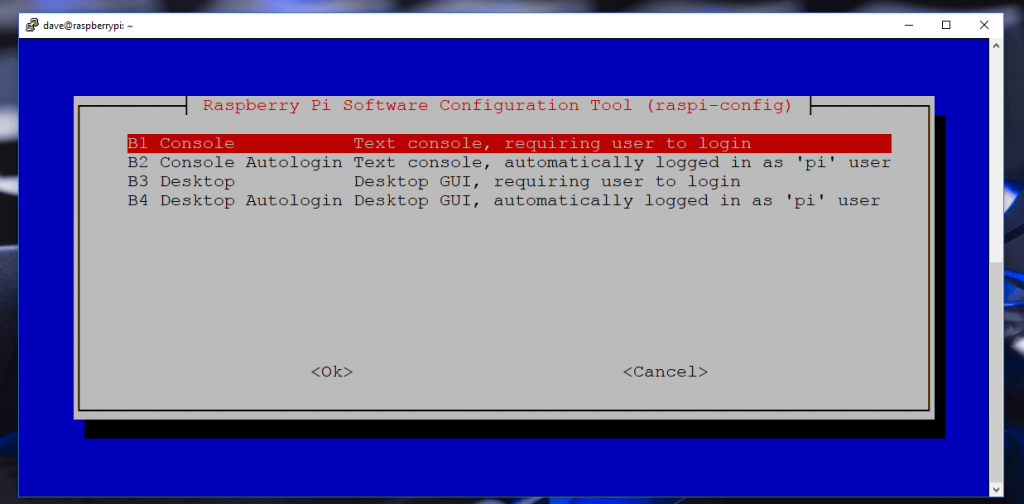 dave@raspberrypi: ~
Raspberry Pi Software Configuration Tool (raspi-config)
B1 Console Text console, requiring user to login
B2 Console Autologin Text console, automatically logged in as 'pi' user
B3 Desktop Desktop GUI, requiring user to login
B4 Desktop Autologin Desktop GUI, automatically logged in as 'pi' user
<Ok> <Cancel>